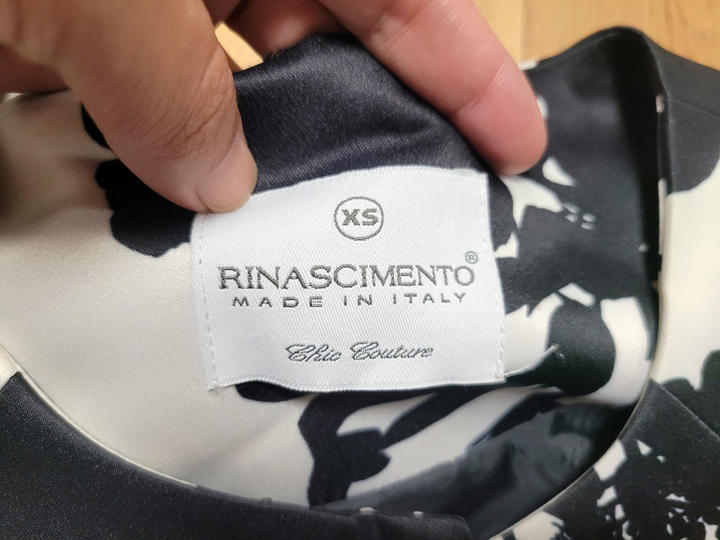 XS
RINASCIMENTO®
MADE IN ITALY
Chic Couture